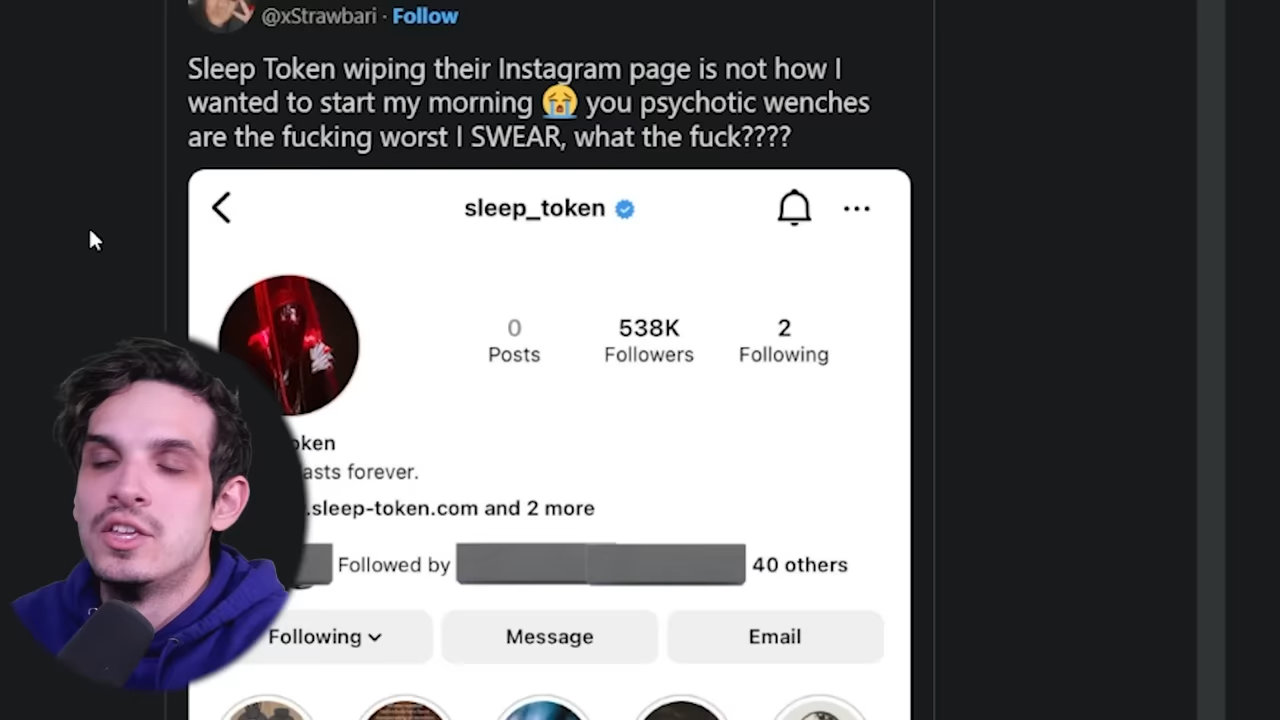 @xStrawbari · Follow
Sleep Token wiping their Instagram page is not how I
wanted to start my morning 😭 you psychotic wenches
are the fucking worst I SWEAR, what the fuck????
sleep_token
0
Posts
538K
Followers
2
Following
oken
asts forever.
.sleep-token.com and 2 more
Followed by
40 others
Following
Message
Email